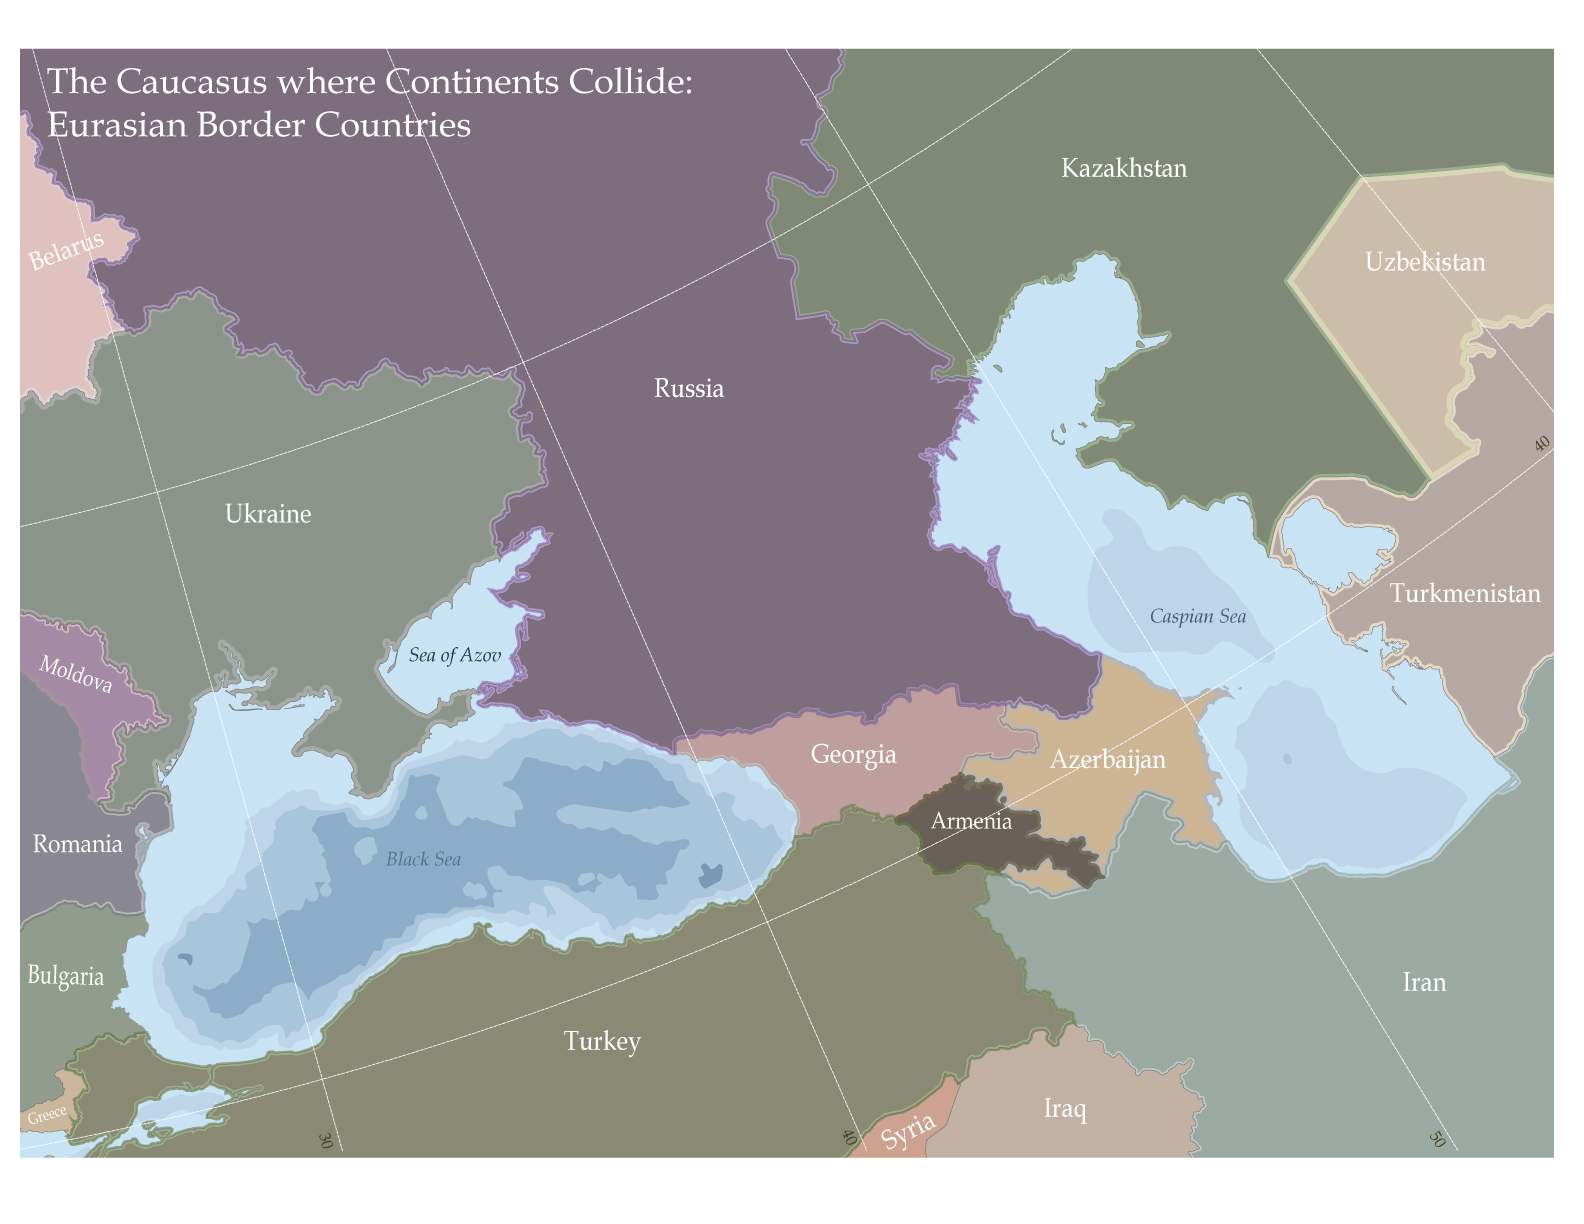 The Caucasus where Continents Collide:
Eurasian Border Countries
Kazakhstan
Belarus
Uzbekistan
Russia
40
Ukraine
Turkmenistan
Caspian Sea
Sea of Azov
Moldova
Georgia
Azerbaijan
Armenia
Romania
Black Sea
Bulgaria
Iran
Turkey
Greece
Iraq
Syria
30
40
50